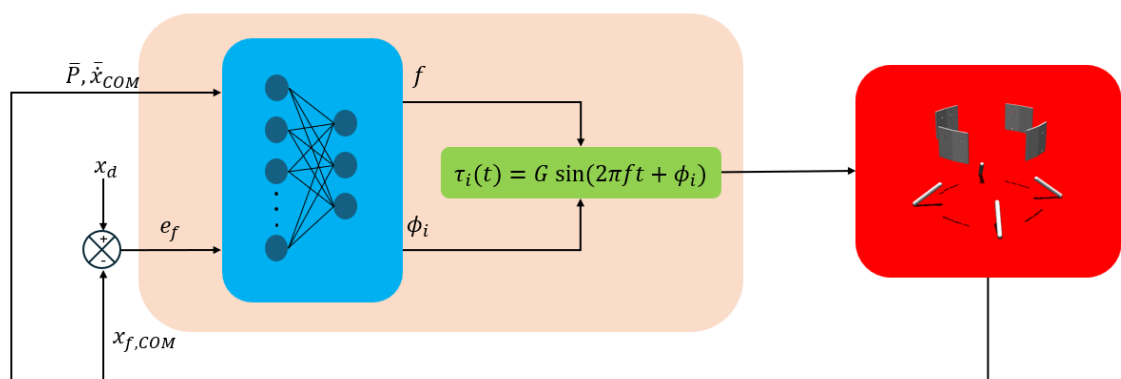 P̄, ẋ̄_COM
f
x_d
+
-
e_f
τ_i(t) = G sin(2πft + ϕ_i)
ϕ_i
x_f,COM